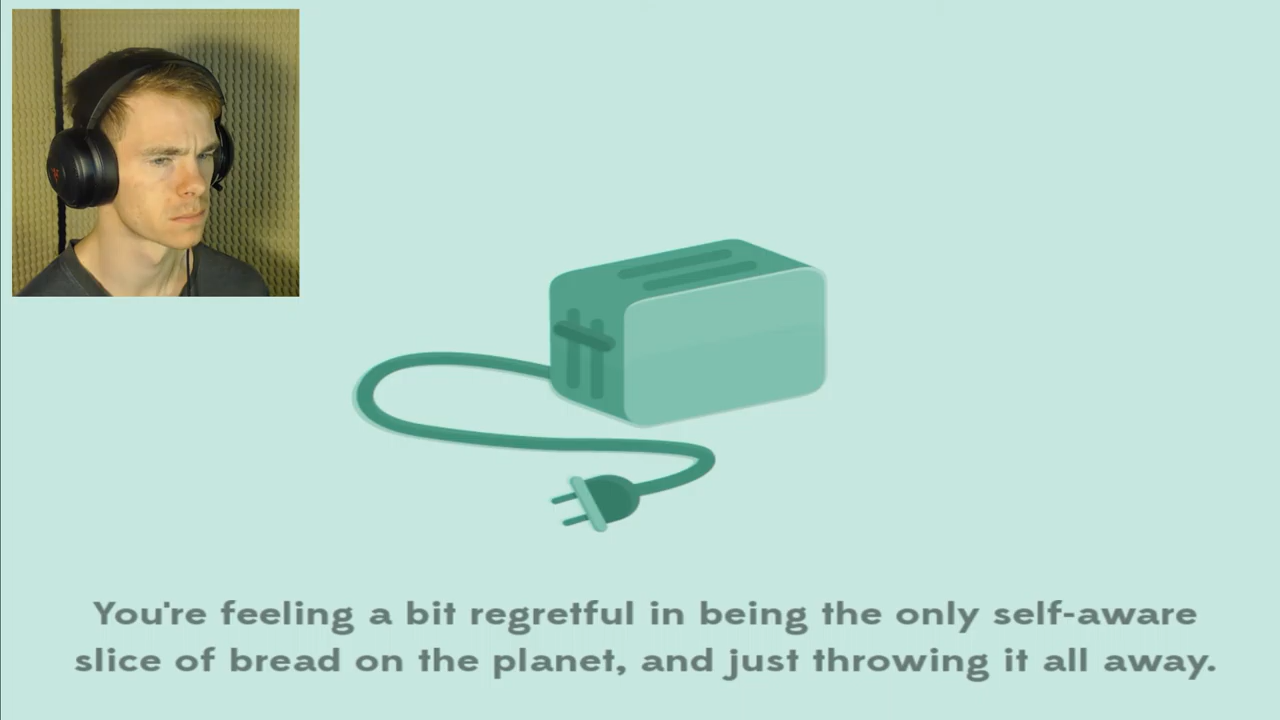 You're feeling a bit regretful in being the only self-aware
slice of bread on the planet, and just throwing it all away.